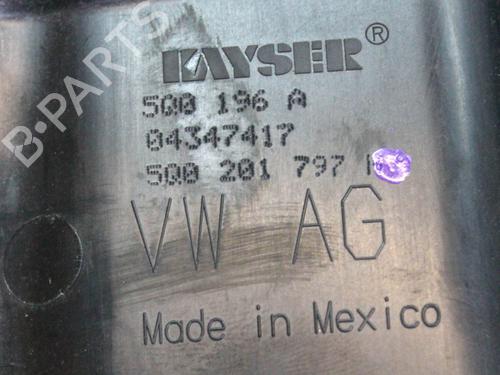 KAYSER®
5Q0 196 A
04347417
5Q0 201 797
VW AG
Made in Mexico
B-PARTS